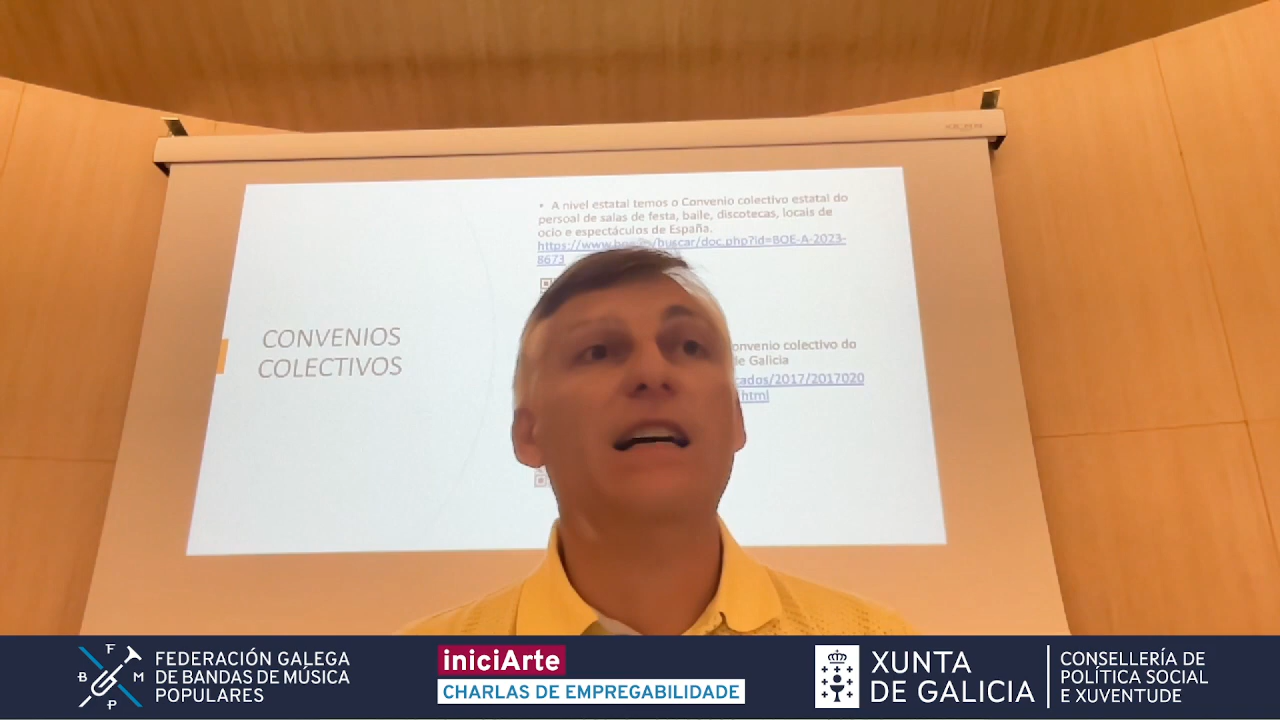 • A nivel estatal temos o Convenio colectivo estatal do
persoal de salas de festa, baile, discotecas, locais de
ocio e espectáculos de España.
https://www.boe.es/buscar/doc.php?id=BOE-A-2023-
8673
CONVENIOS
COLECTIVOS
onvenio colectivo do
de Galicia
cados/2017/2017020
.html
F
B M
P
FEDERACIÓN GALEGA
DE BANDAS DE MÚSICA
POPULARES
iniciArte
CHARLAS DE EMPREGABILIDADE
XUNTA
DE GALICIA
CONSELLERÍA DE
POLÍTICA SOCIAL
E XUVENTUDE